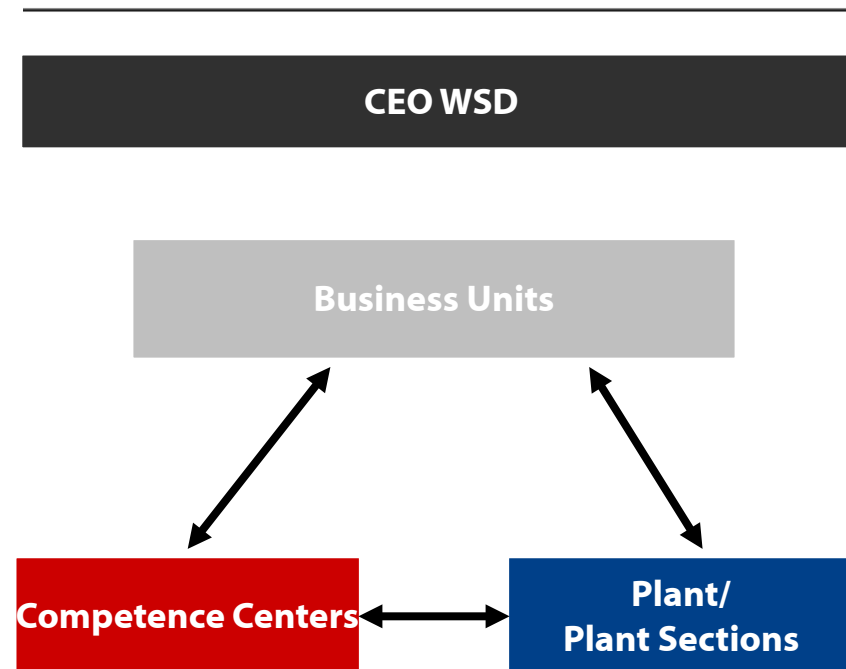 CEO WSD
Business Units
Competence Centers
Plant/
Plant Sections